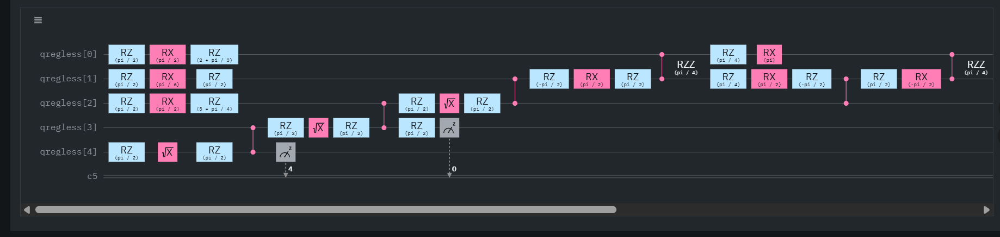 qregless[0] RZ (pi / 2) RX (pi / 2) RZ (2 * pi / 3) RZZ (pi / 4) RZ (pi / 4) RX (pi) RZZ (pi / 4)
qregless[1] RZ (pi / 2) RX (pi / 6) RZ (pi / 2) RZ (-pi / 2) RX (pi / 2) RZ (pi / 2) RZ (pi / 4) RX (pi / 2) RZ (-pi / 2) RZ (pi / 2) RX (-pi / 2)
qregless[2] RZ (pi / 2) RX (pi / 2) RZ (3 * pi / 4) RZ (pi / 2) √X RZ (pi / 2)
qregless[3] RZ (pi / 2) √X RZ (pi / 2) RZ (pi / 2) z
qregless[4] RZ (pi / 2) √X RZ (pi / 2) z
4 0
c5